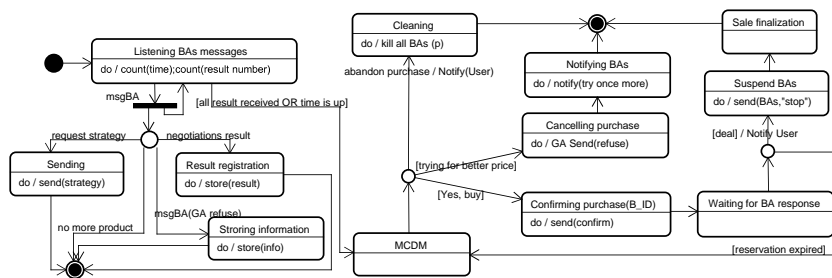 Listening BAs messages
do / count(time);count(result number)
msgBA
[all result received OR time is up]
request strategy
negotiations result
Sending
do / send(strategy)
Result registration
do / store(result)
no more product
msgBA(GA refuse)
Stroring information
do / store(info)
Cleaning
do / kill all BAs (p)
abandon purchase / Notify(User)
Notifying BAs
do / notify(try once more)
Cancelling purchase
do / GA Send(refuse)
[trying for better price]
[Yes, buy]
Confirming purchase(B_ID)
do / send(confirm)
MCDM
Sale finalization
Suspend BAs
do / send(BAs,"stop")
[deal] / Notify User
Waiting for BA response
[reservation expired]